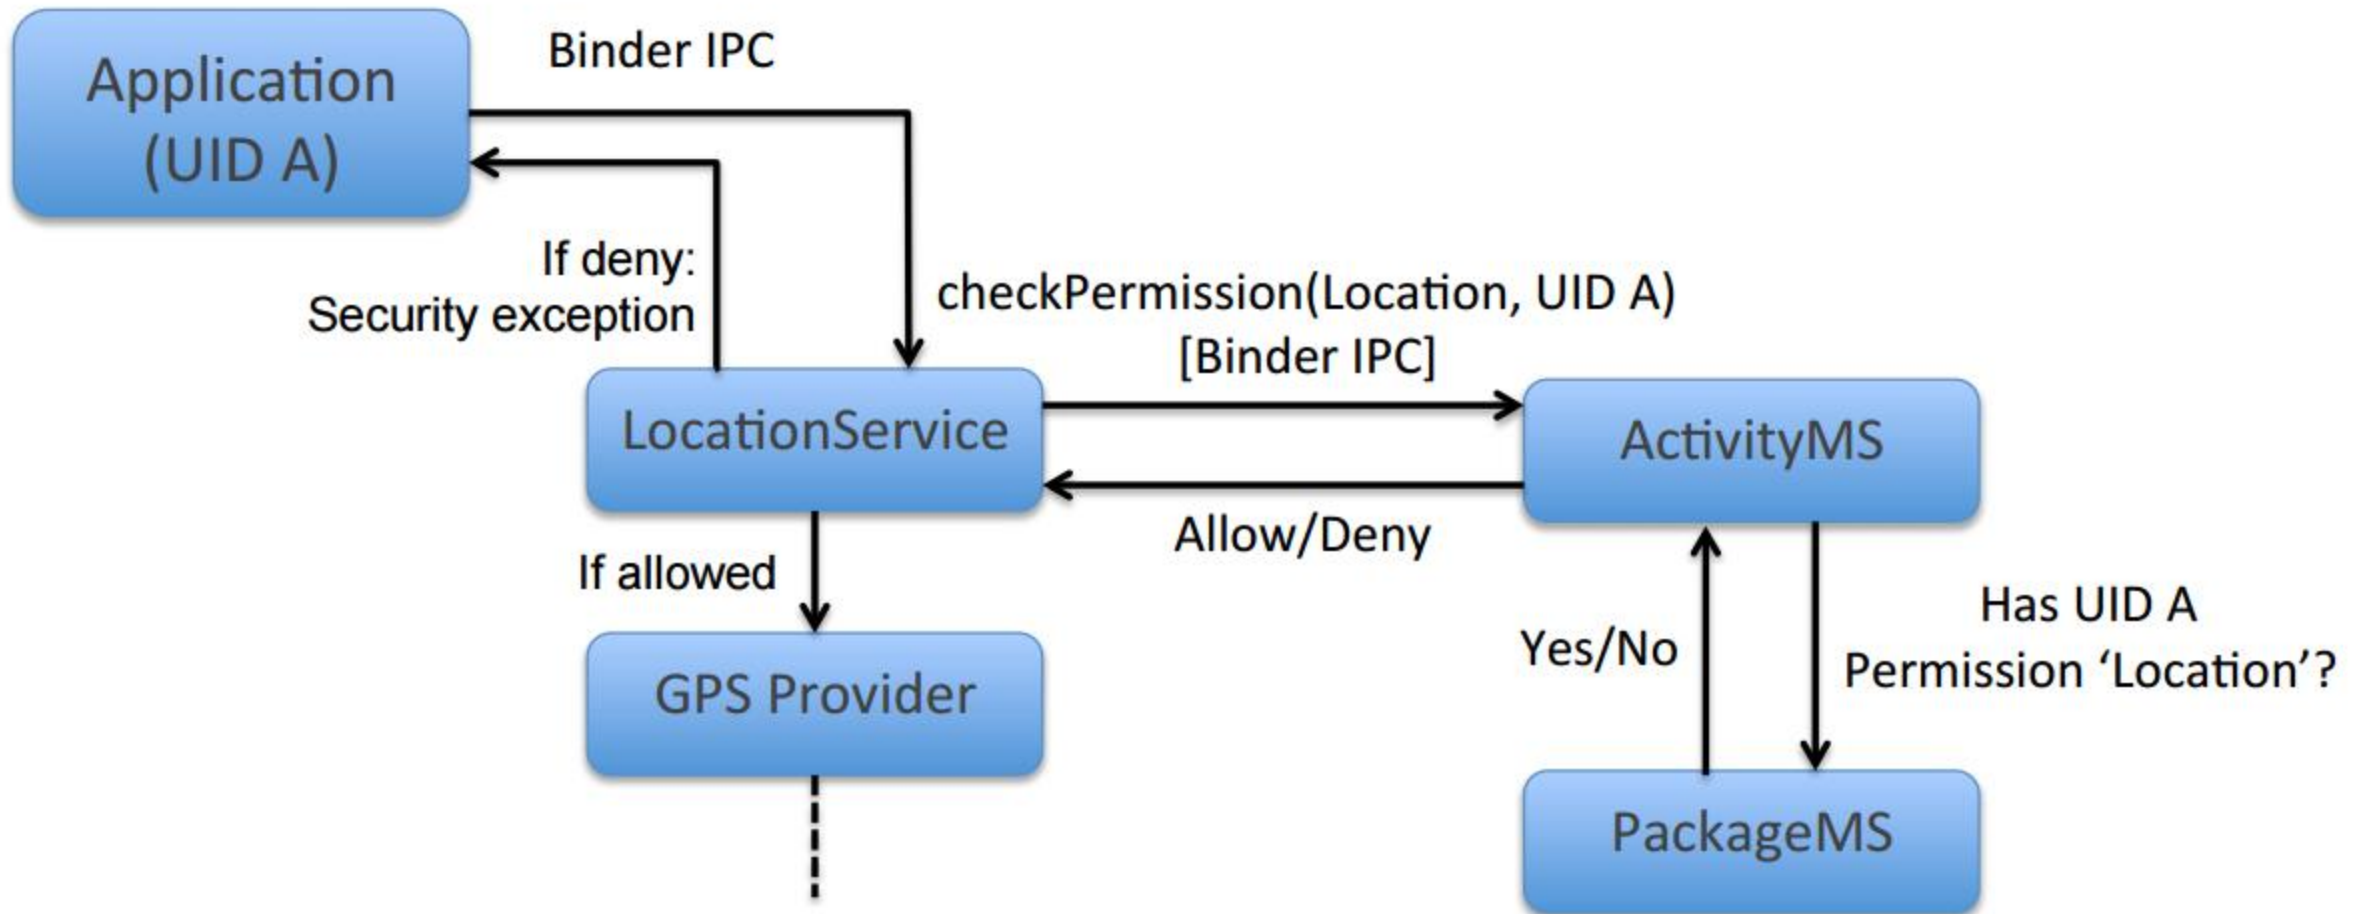 Application
(UID A)
Binder IPC
If deny:
Security exception
checkPermission(Location, UID A)
[Binder IPC]
LocationService
ActivityMS
Allow/Deny
If allowed
GPS Provider
Yes/No
Has UID A
Permission ‘Location’?
PackageMS